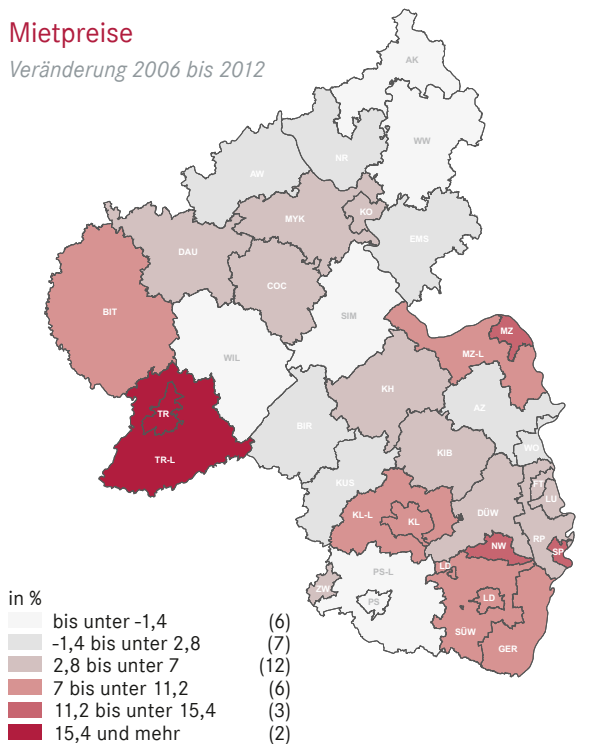 Mietpreise
Veränderung 2006 bis 2012
AK
WW
NR
AW
MYK
KO
EMS
DAU
COC
BIT
SIM
MZ
WIL
MZ-L
KH
AZ
TR
BIR
KIB
WO
TR-L
KUS
FT
LU
KL-L
KL
DÜW
RP
NW
SP
LD
PS-L
ZW
PS
LD
SÜW
GER
in %
bis unter -1,4 (6)
-1,4 bis unter 2,8 (7)
2,8 bis unter 7 (12)
7 bis unter 11,2 (6)
11,2 bis unter 15,4 (3)
15,4 und mehr (2)